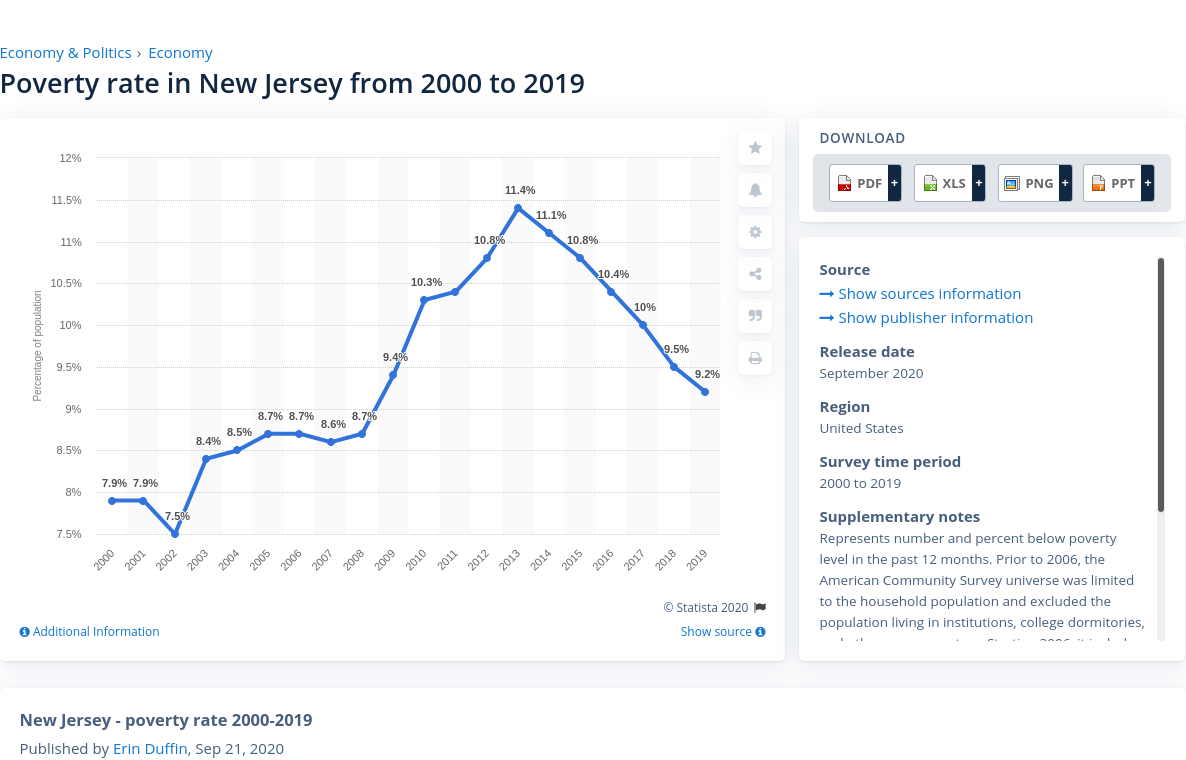 Economy & Politics › Economy
Poverty rate in New Jersey from 2000 to 2019
12%
11.5%
11%
10.5%
10%
9.5%
9%
8.5%
8%
7.5%
Percentage of population
7.9%
7.9%
7.5%
8.4%
8.5%
8.7%
8.7%
8.6%
8.7%
9.4%
10.3%
10.8%
11.4%
11.1%
10.8%
10.4%
10%
9.5%
9.2%
2000
2001
2002
2003
2004
2005
2006
2007
2008
2009
2010
2011
2012
2013
2014
2015
2016
2017
2018
2019
© Statista 2020
Additional Information
Show source
DOWNLOAD
PDF +
XLS +
PNG +
PPT +
Source
Show sources information
Show publisher information
Release date
September 2020
Region
United States
Survey time period
2000 to 2019
Supplementary notes
Represents number and percent below poverty
level in the past 12 months. Prior to 2006, the
American Community Survey universe was limited
to the household population and excluded the
population living in institutions, college dormitories,
New Jersey - poverty rate 2000-2019
Published by Erin Duffin, Sep 21, 2020